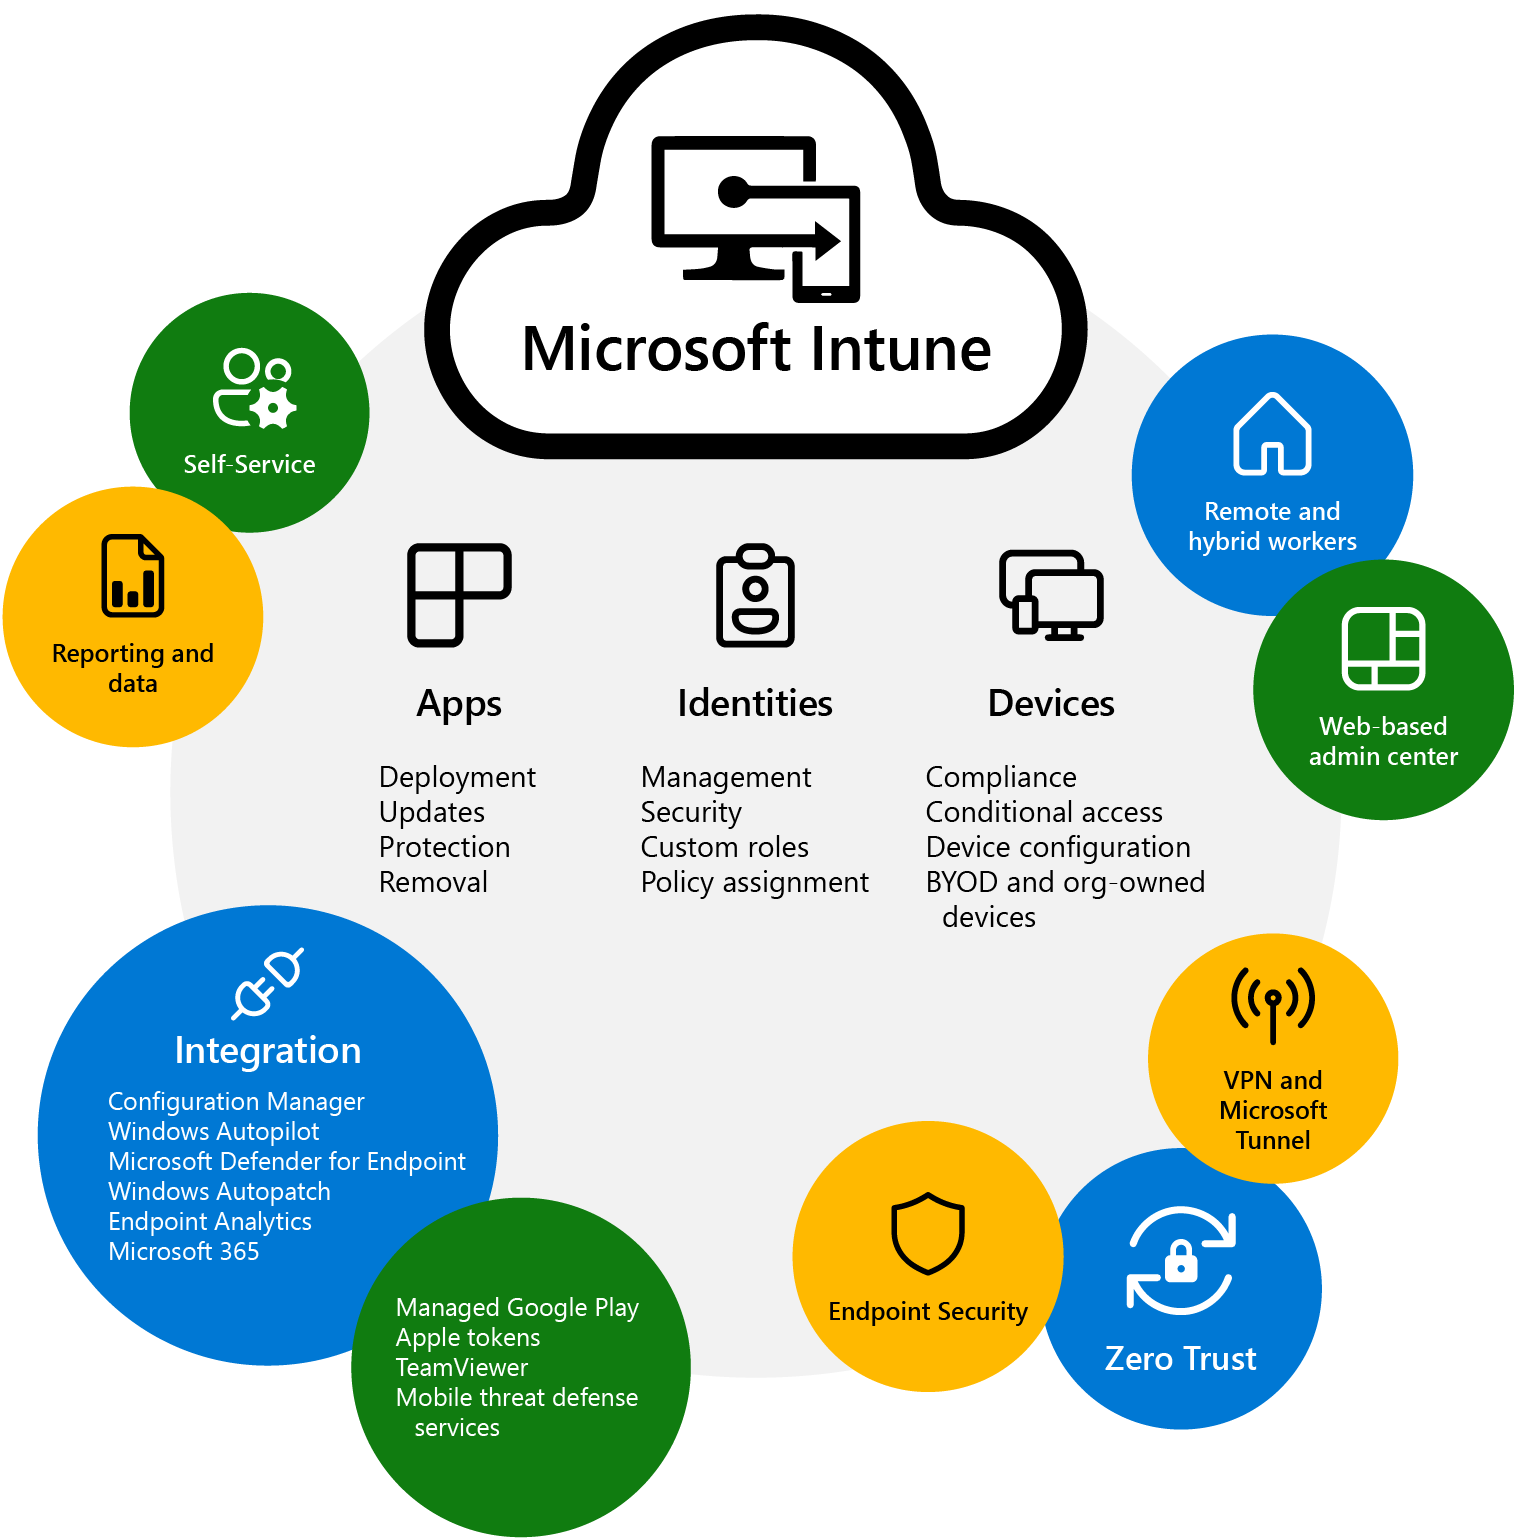 Microsoft Intune
Self-Service
Reporting and
data
Remote and
hybrid workers
Web-based
admin center
Apps
Deployment
Updates
Protection
Removal
Identities
Management
Security
Custom roles
Policy assignment
Devices
Compliance
Conditional access
Device configuration
BYOD and org-owned
devices
Integration
Configuration Manager
Windows Autopilot
Microsoft Defender for Endpoint
Windows Autopatch
Endpoint Analytics
Microsoft 365
Managed Google Play
Apple tokens
TeamViewer
Mobile threat defense
services
Endpoint Security
VPN and
Microsoft
Tunnel
Zero Trust